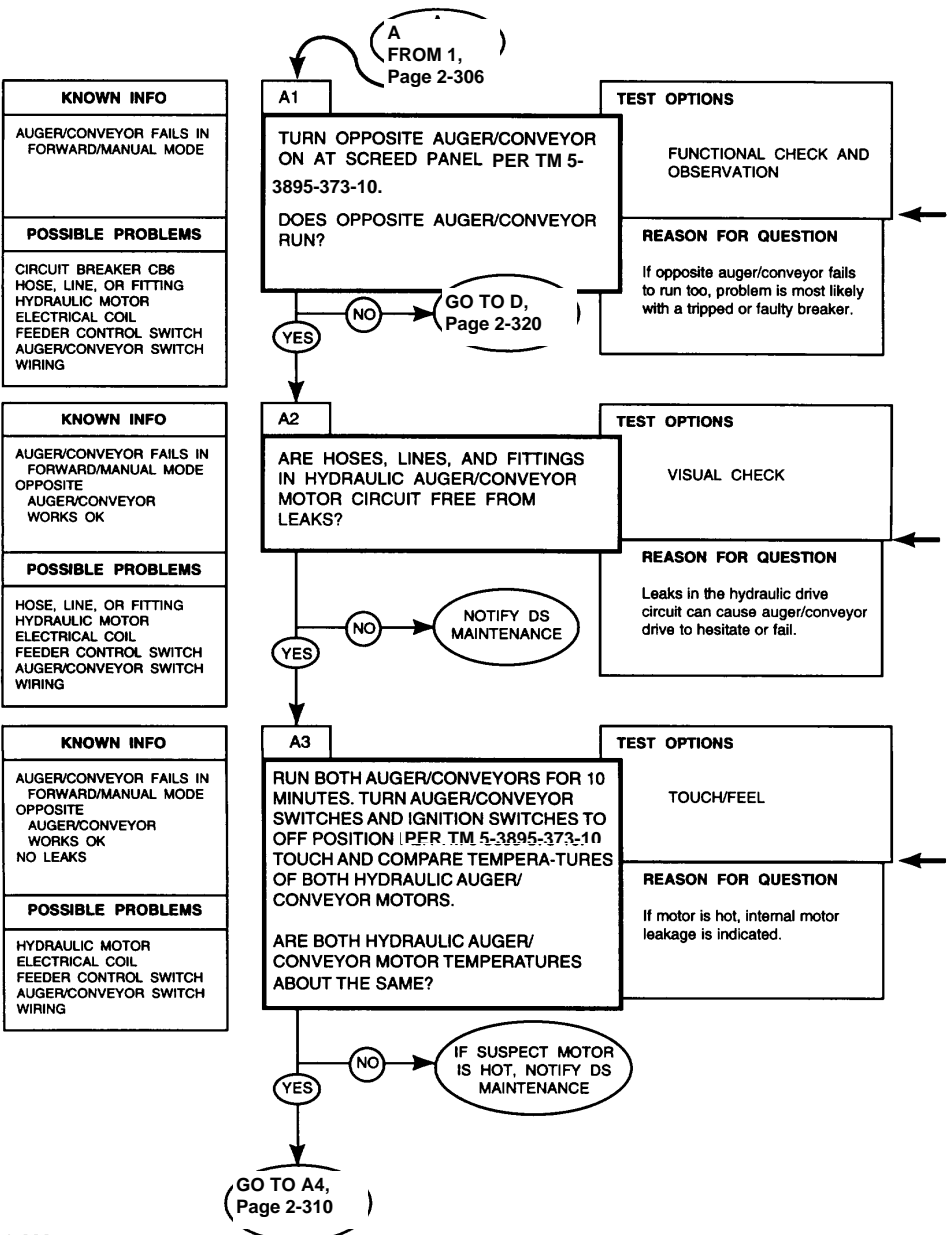 A
FROM 1,
Page 2-306
KNOWN INFO
AUGER/CONVEYOR FAILS IN
FORWARD/MANUAL MODE
POSSIBLE PROBLEMS
CIRCUIT BREAKER CB6
HOSE, LINE, OR FITTING
HYDRAULIC MOTOR
ELECTRICAL COIL
FEEDER CONTROL SWITCH
AUGER/CONVEYOR SWITCH
WIRING
A1
TURN OPPOSITE AUGER/CONVEYOR
ON AT SCREED PANEL PER TM 5-
3895-373-10.
DOES OPPOSITE AUGER/CONVEYOR
RUN?
TEST OPTIONS
FUNCTIONAL CHECK AND
OBSERVATION
REASON FOR QUESTION
If opposite auger/conveyor fails
to run too, problem is most likely
with a tripped or faulty breaker.
NO
GO TO D,
Page 2-320
YES
KNOWN INFO
AUGER/CONVEYOR FAILS IN
FORWARD/MANUAL MODE
OPPOSITE
AUGER/CONVEYOR
WORKS OK
POSSIBLE PROBLEMS
HOSE, LINE, OR FITTING
HYDRAULIC MOTOR
ELECTRICAL COIL
FEEDER CONTROL SWITCH
AUGER/CONVEYOR SWITCH
WIRING
A2
ARE HOSES, LINES, AND FITTINGS
IN HYDRAULIC AUGER/CONVEYOR
MOTOR CIRCUIT FREE FROM
LEAKS?
TEST OPTIONS
VISUAL CHECK
REASON FOR QUESTION
Leaks in the hydraulic drive
circuit can cause auger/conveyor
drive to hesitate or fail.
NO
NOTIFY DS
MAINTENANCE
YES
KNOWN INFO
AUGER/CONVEYOR FAILS IN
FORWARD/MANUAL MODE
OPPOSITE
AUGER/CONVEYOR
WORKS OK
NO LEAKS
POSSIBLE PROBLEMS
HYDRAULIC MOTOR
ELECTRICAL COIL
FEEDER CONTROL SWITCH
AUGER/CONVEYOR SWITCH
WIRING
A3
RUN BOTH AUGER/CONVEYORS FOR 10
MINUTES. TURN AUGER/CONVEYOR
SWITCHES AND IGNITION SWITCHES TO
OFF POSITION PER TM 5-3895-373-10
TOUCH AND COMPARE TEMPERA-TURES
OF BOTH HYDRAULIC AUGER/
CONVEYOR MOTORS.
ARE BOTH HYDRAULIC AUGER/
CONVEYOR MOTOR TEMPERATURES
ABOUT THE SAME?
TEST OPTIONS
TOUCH/FEEL
REASON FOR QUESTION
If motor is hot, internal motor
leakage is indicated.
NO
IF SUSPECT MOTOR
IS HOT, NOTIFY DS
MAINTENANCE
YES
GO TO A4,
Page 2-310